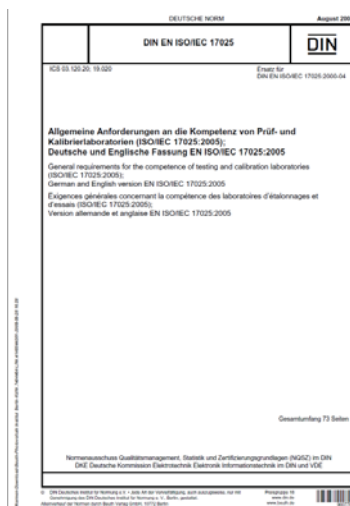 DEUTSCHE NORM
August 200
DIN EN ISO/IEC 17025
DIN
ICS 03.120.20; 19.020
Ersatz für
DIN EN ISO/IEC 17025:2000-04
Allgemeine Anforderungen an die Kompetenz von Prüf- und
Kalibrierlaboratorien (ISO/IEC 17025:2005);
Deutsche und Englische Fassung EN ISO/IEC 17025:2005
General requirements for the competence of testing and calibration laboratories
(ISO/IEC 17025:2005);
German and English version EN ISO/IEC 17025:2005
Exigences générales concernant la compétence des laboratoires d'étalonnages et
d'essais (ISO/IEC 17025:2005);
Version allemande et anglaise EN ISO/IEC 17025:2005
Gesamtumfang 73 Seiten
Normenausschuss Qualitätsmanagement, Statistik und Zertifizierungsgrundlagen (NQSZ) im DIN
DKE Deutsche Kommission Elektrotechnik Elektronik Informationstechnik im DIN und VDE